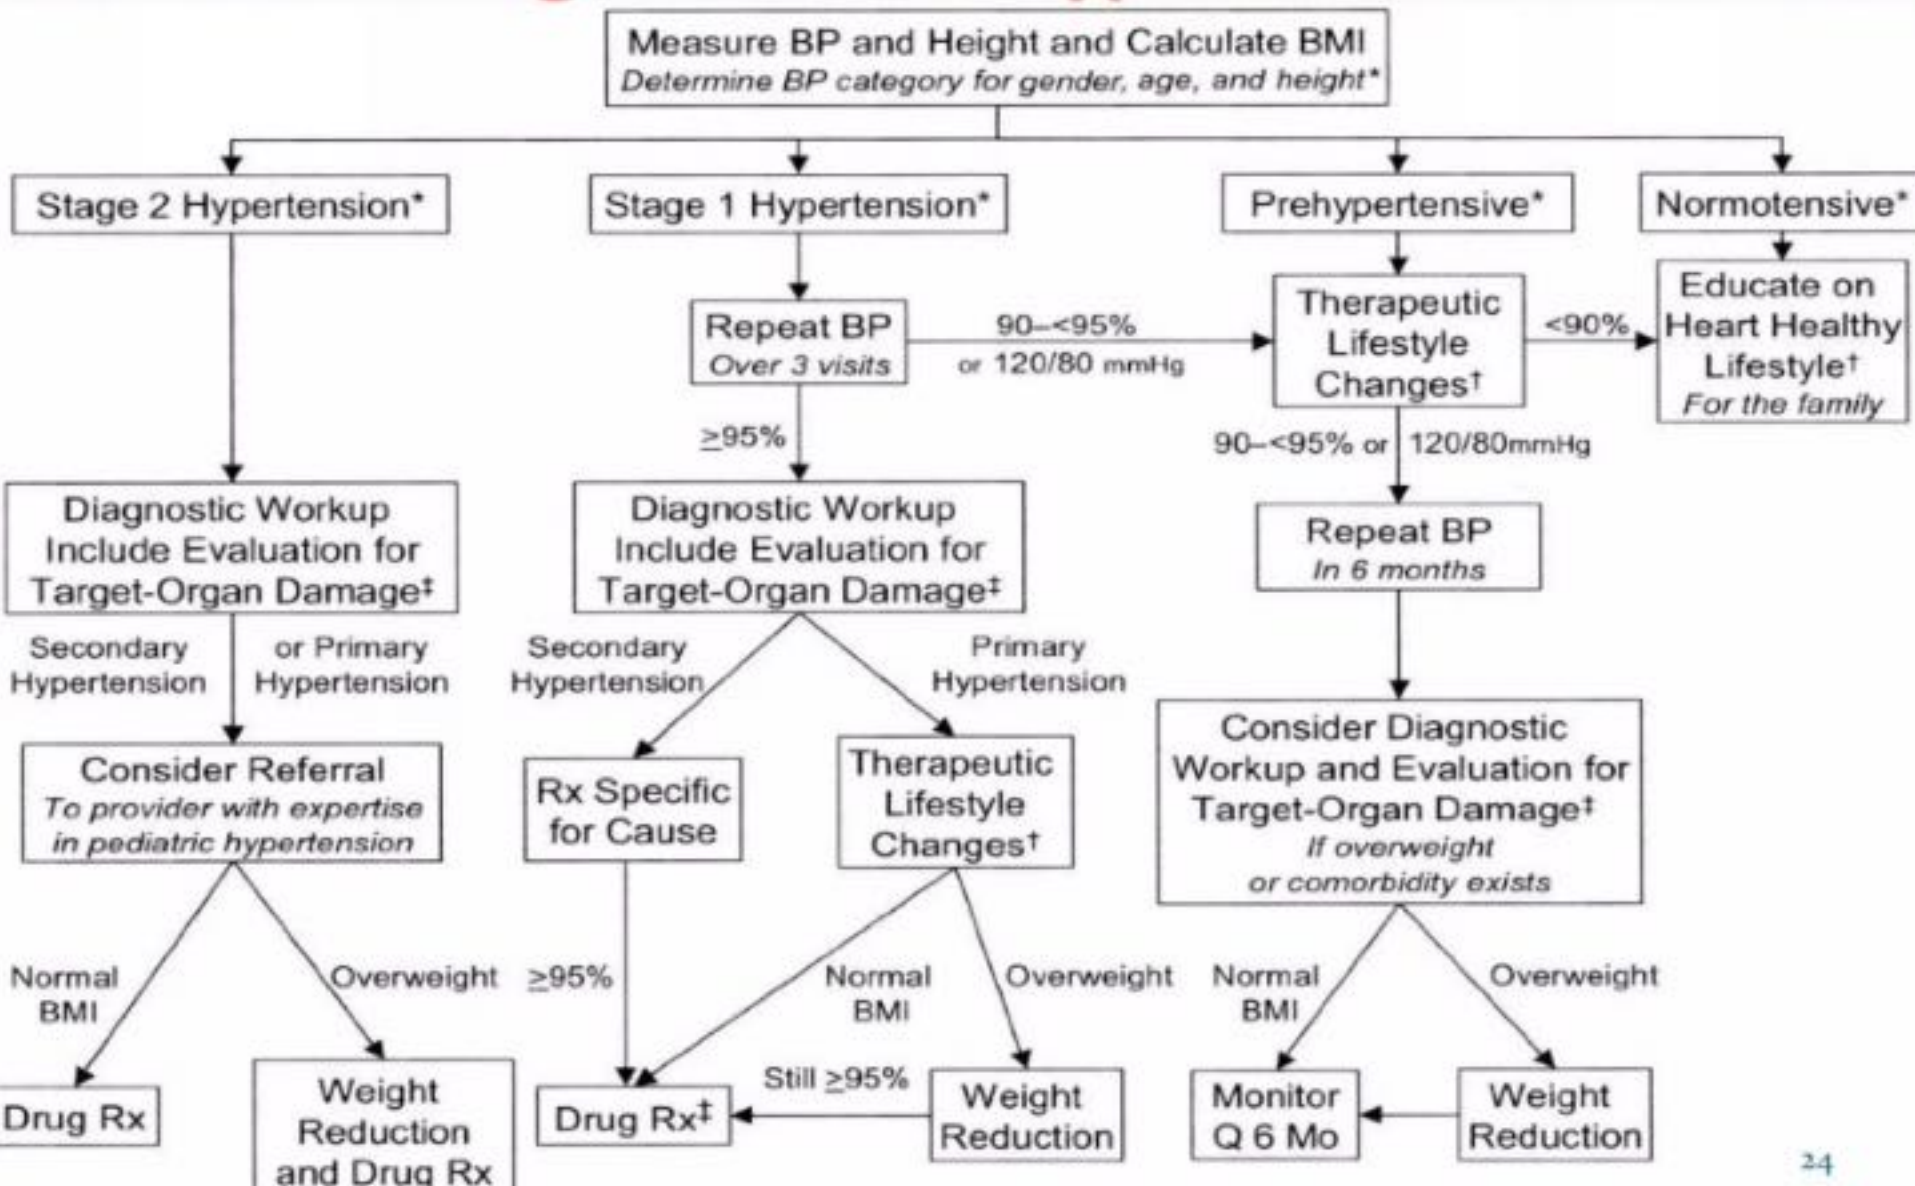 Measure BP and Height and Calculate BMI
Determine BP category for gender, age, and height*
Stage 2 Hypertension*
Stage 1 Hypertension*
Prehypertensive*
Normotensive*
Repeat BP
Over 3 visits
90–<95%
or 120/80 mmHg
Therapeutic
Lifestyle
Changes†
<90%
Educate on
Heart Healthy
Lifestyle†
For the family
≥95%
90–<95% or 120/80mmHg
Diagnostic Workup
Include Evaluation for
Target-Organ Damage‡
Diagnostic Workup
Include Evaluation for
Target-Organ Damage‡
Repeat BP
In 6 months
Secondary
Hypertension
or Primary
Hypertension
Secondary
Hypertension
Primary
Hypertension
Consider Referral
To provider with expertise
in pediatric hypertension
Rx Specific
for Cause
Therapeutic
Lifestyle
Changes†
Consider Diagnostic
Workup and Evaluation for
Target-Organ Damage‡
If overweight
or comorbidity exists
Normal
BMI
Overweight
≥95%
Normal
BMI
Overweight
Normal
BMI
Overweight
Drug Rx
Weight
Reduction
and Drug Rx
Drug Rx‡
Still ≥95%
Weight
Reduction
Monitor
Q 6 Mo
Weight
Reduction
24